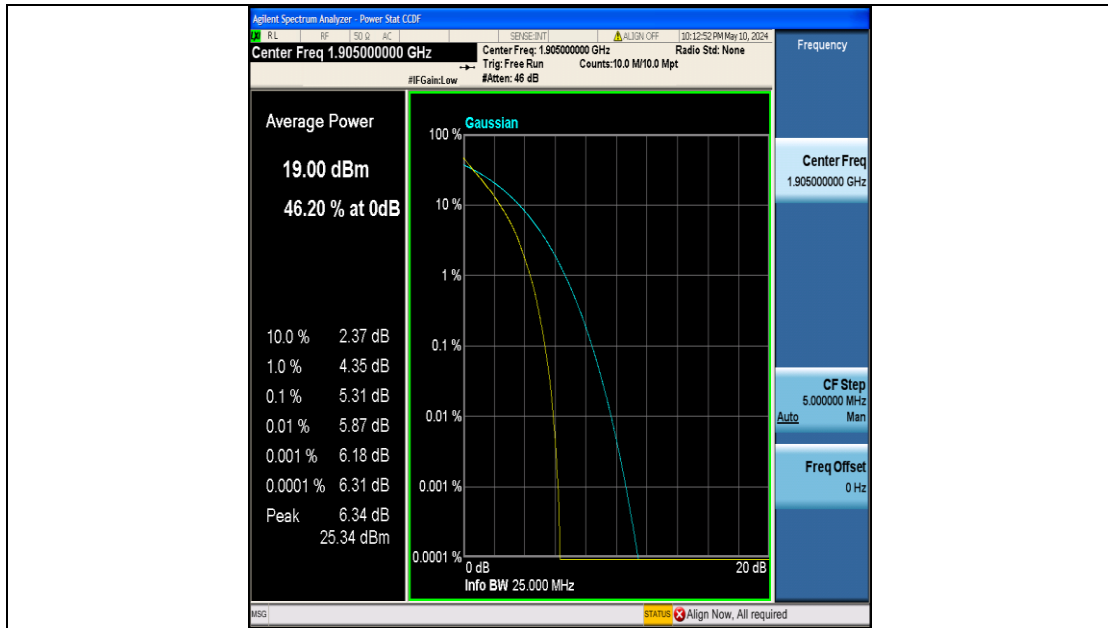 Agilent Spectrum Analyzer - Power Stat CCDF
LXI RL RF 50 Ω AC SENSE:INT ALIGN OFF 10:12:52 PM May 10, 2024
Center Freq 1.905000000 GHz
Center Freq: 1.905000000 GHz Radio Std: None
Trig: Free Run Counts:10.0 M/10.0 Mpt
#IFGain:Low #Atten: 46 dB
Frequency
Average Power
19.00 dBm
46.20 % at 0dB
10.0 % 2.37 dB
1.0 % 4.35 dB
0.1 % 5.31 dB
0.01 % 5.87 dB
0.001 % 6.18 dB
0.0001 % 6.31 dB
Peak 6.34 dB
25.34 dBm
Gaussian
100 %
10 %
1 %
0.1 %
0.01 %
0.001 %
0.0001 %
0 dB 20 dB
Info BW 25.000 MHz
Center Freq
1.905000000 GHz
CF Step
5.000000 MHz
Auto Man
Freq Offset
0 Hz
MSG STATUS Align Now, All required